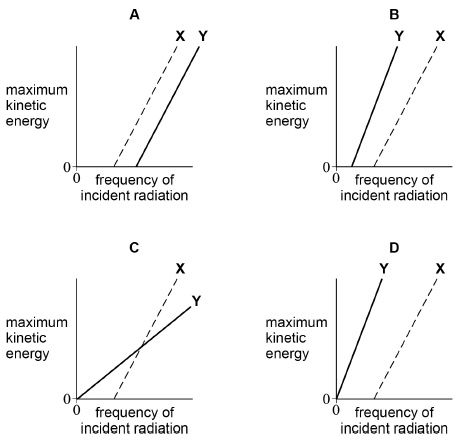 A
X Y
maximum
kinetic
energy
0
0
frequency of
incident radiation
B
Y X
maximum
kinetic
energy
0
0
frequency of
incident radiation
C
X
Y
maximum
kinetic
energy
0
0
frequency of
incident radiation
D
Y X
maximum
kinetic
energy
0
0
frequency of
incident radiation